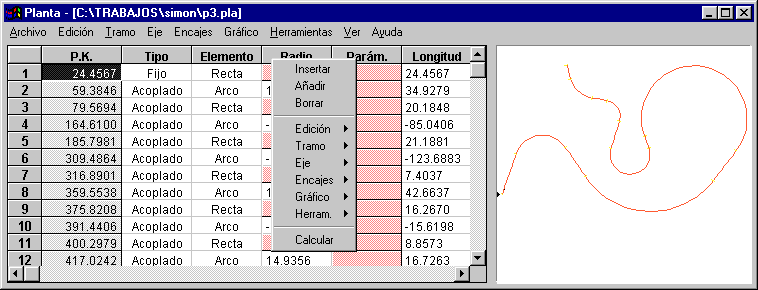 Planta - [C:\TRABAJOS\simon\p3.pla]
Archivo Edición Tramo Eje Encajes Gráfico Herramientas Ver Ayuda
P.K. Tipo Elemento Radio Parám. Longitud
1 24.4567 Fijo Recta 24.4567
2 59.3846 Acoplado Arco 1 34.9279
3 79.5694 Acoplado Recta 20.1848
4 164.6100 Acoplado Arco - -85.0406
5 185.7981 Acoplado Recta 21.1881
6 309.4864 Acoplado Arco - -123.6883
7 316.8901 Acoplado Recta 7.4037
8 359.5538 Acoplado Arco 1 42.6637
9 375.8208 Acoplado Recta 16.2670
10 391.4406 Acoplado Arco - -15.6198
11 400.2979 Acoplado Recta 8.8573
12 417.0242 Acoplado Arco 14.9356 16.7263
Insertar
Añadir
Borrar
Edición
Tramo
Eje
Encajes
Gráfico
Herram.
Calcular